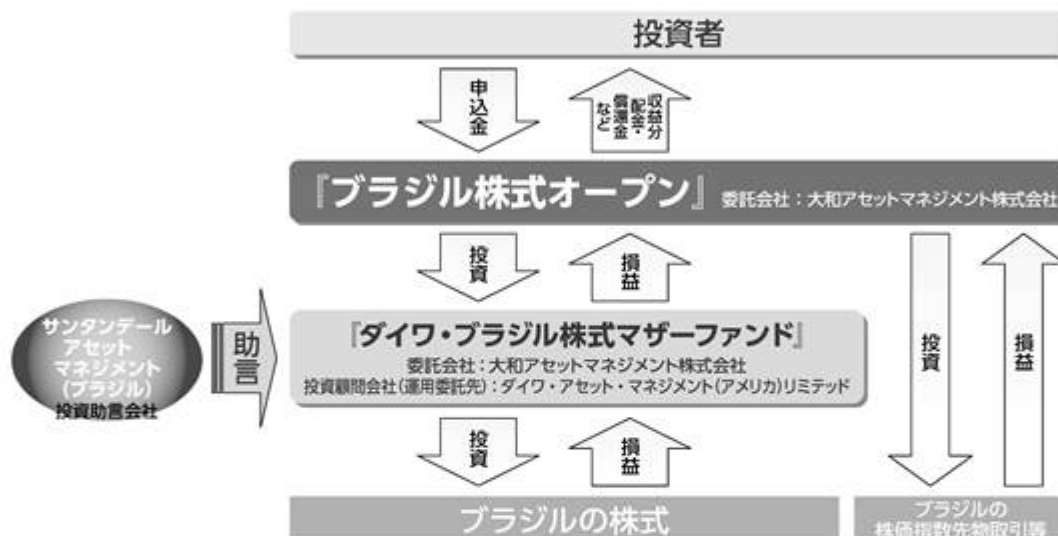 投資者
申込金
収益分
配金・
償還金
など
『ブラジル株式オープン』 委託会社：大和アセットマネジメント株式会社
投資
損益
サンタンデール
アセット
マネジメント
(ブラジル)
投資助言会社
助言
『ダイワ・ブラジル株式マザーファンド』
委託会社：大和アセットマネジメント株式会社
投資顧問会社(運用委託先)：ダイワ・アセット・マネジメント(アメリカ)リミテッド
投資
損益
投資
損益
ブラジルの株式
ブラジルの
株価指数先物取引等